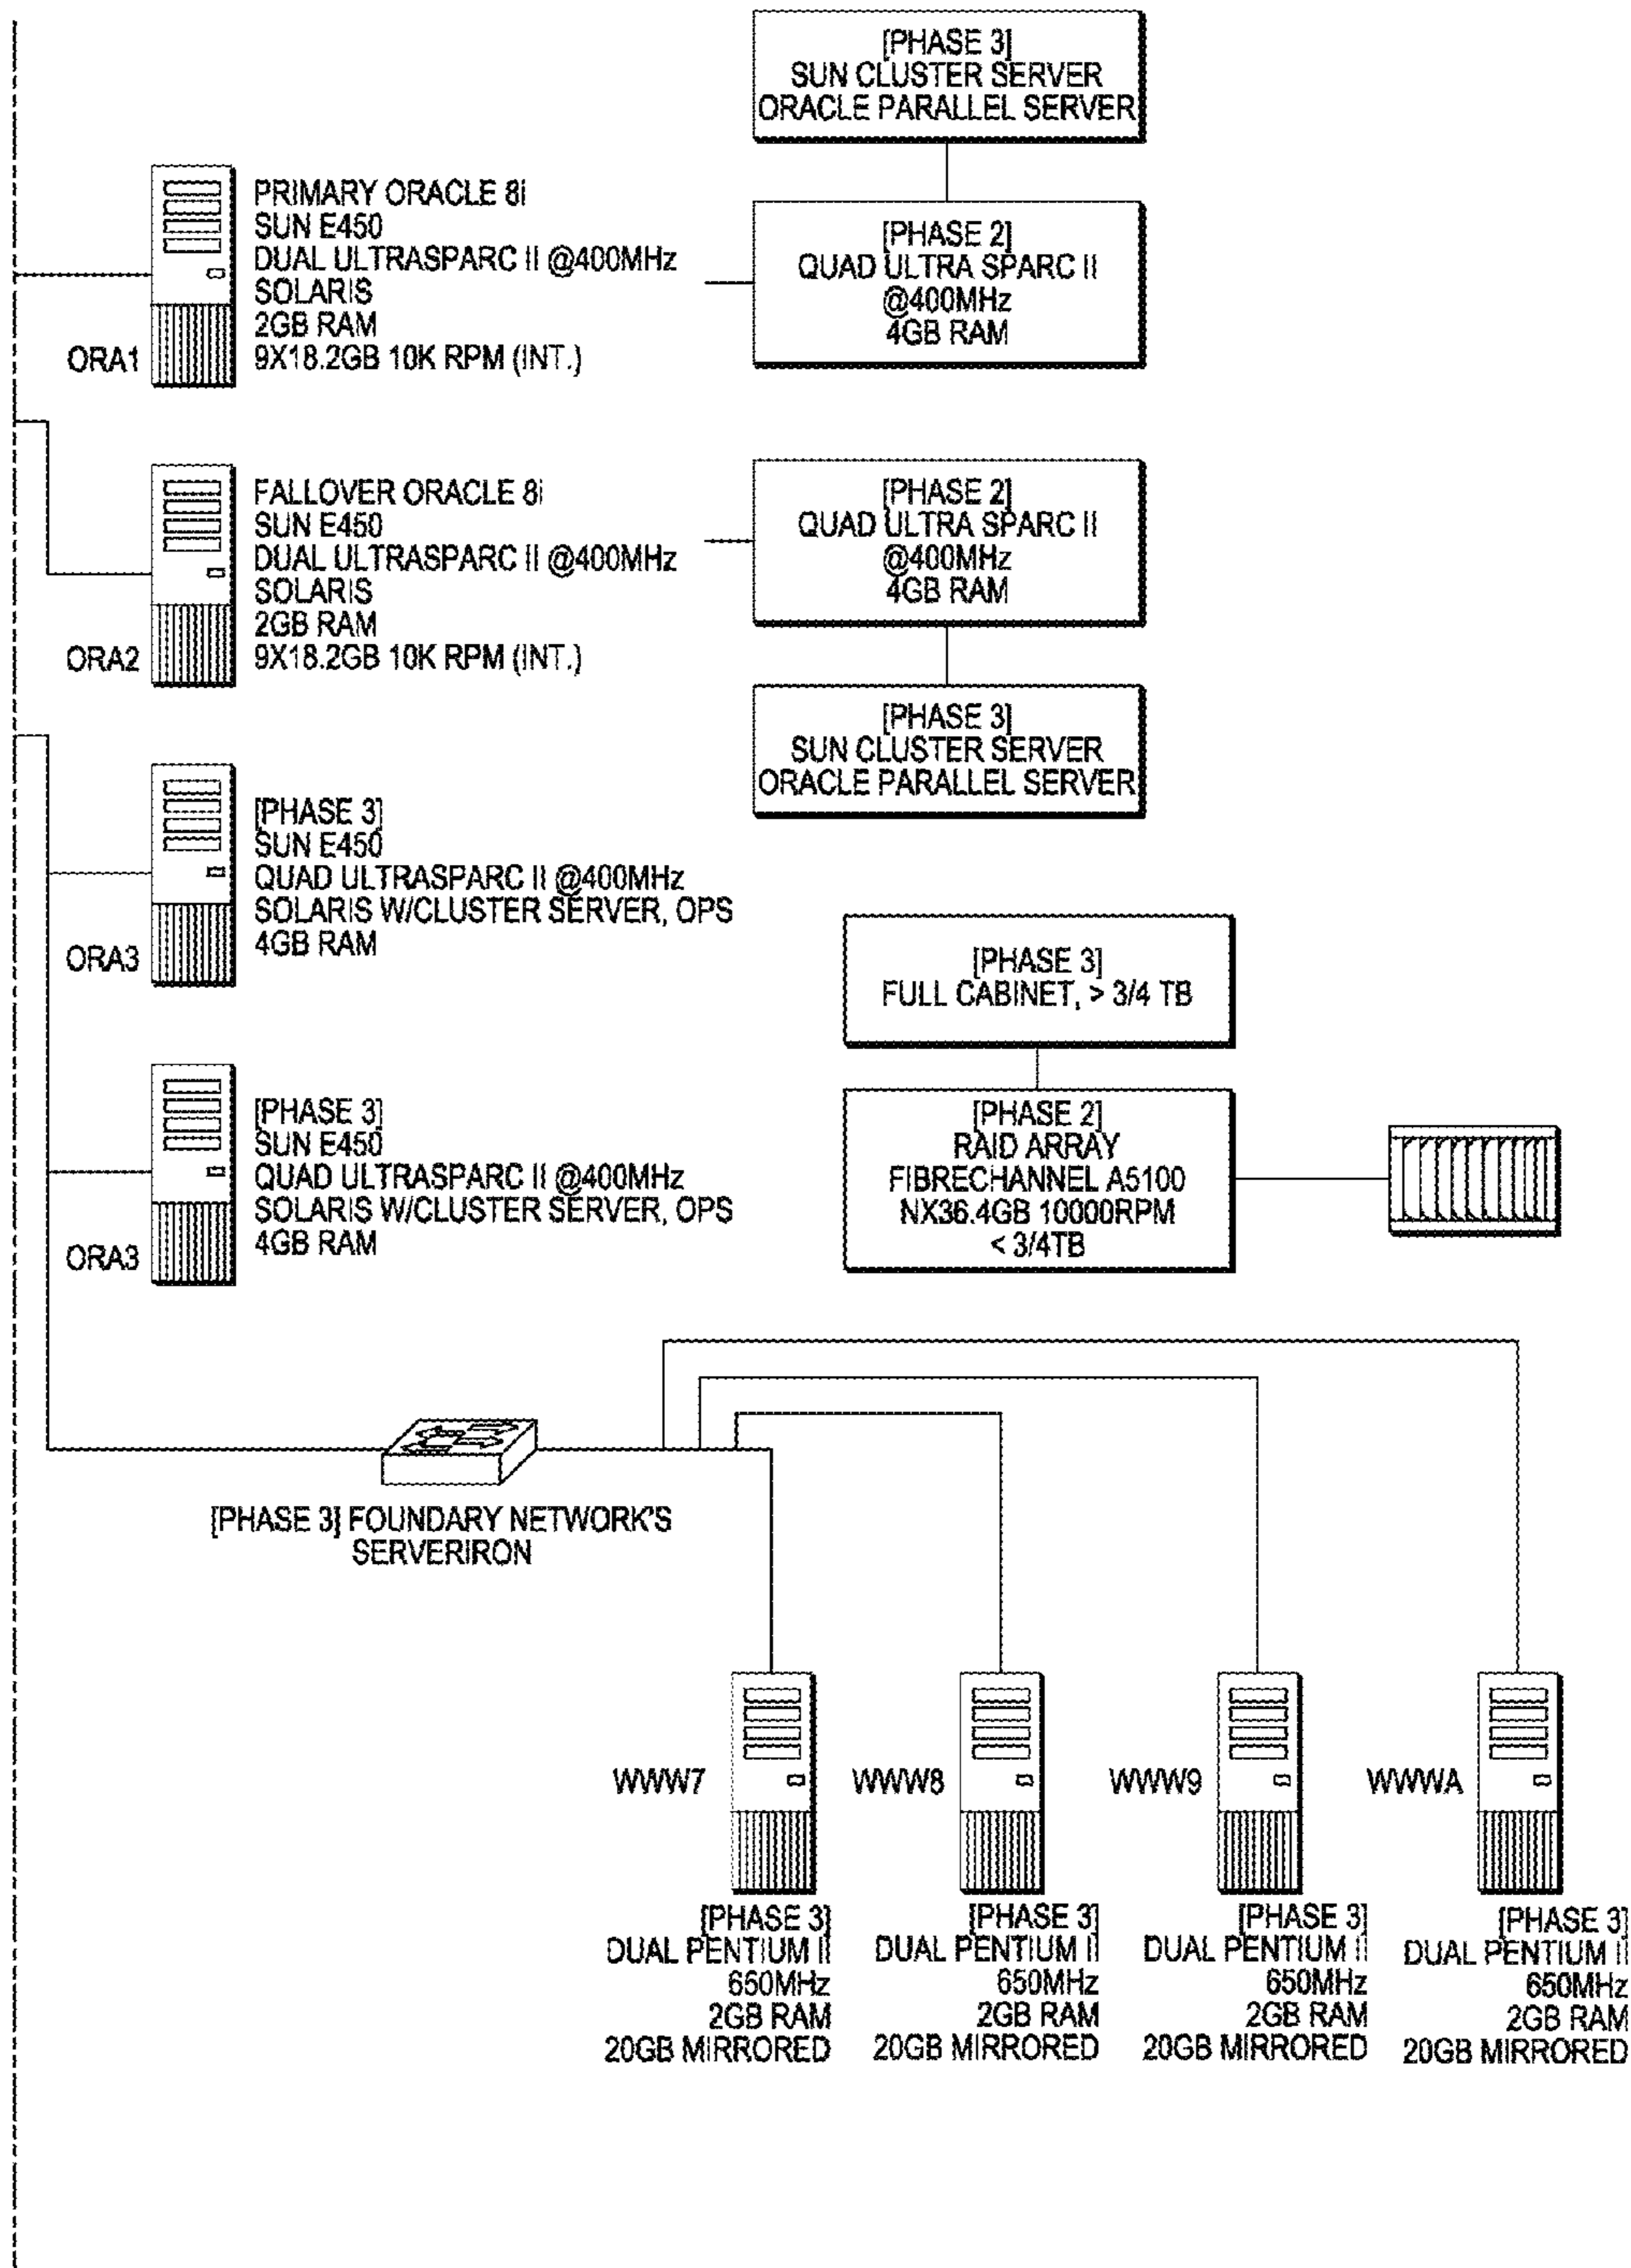 [PHASE 3]
SUN CLUSTER SERVER
ORACLE PARALLEL SERVER
PRIMARY ORACLE 8i
SUN E450
DUAL ULTRASPARC II @400MHz
SOLARIS
2GB RAM
9X18.2GB 10K RPM (INT.)
ORA1
[PHASE 2]
QUAD ULTRA SPARC II
@400MHz
4GB RAM
FALLOVER ORACLE 8i
SUN E450
DUAL ULTRASPARC II @400MHz
SOLARIS
2GB RAM
9X18.2GB 10K RPM (INT.)
ORA2
[PHASE 2]
QUAD ULTRA SPARC II
@400MHz
4GB RAM
[PHASE 3]
SUN CLUSTER SERVER
ORACLE PARALLEL SERVER
[PHASE 3]
SUN E450
QUAD ULTRASPARC II @400MHz
SOLARIS W/CLUSTER SERVER, OPS
4GB RAM
ORA3
[PHASE 3]
FULL CABINET, > 3/4 TB
[PHASE 3]
SUN E450
QUAD ULTRASPARC II @400MHz
SOLARIS W/CLUSTER SERVER, OPS
4GB RAM
ORA3
[PHASE 2]
RAID ARRAY
FIBRECHANNEL A5100
NX36.4GB 10000RPM
< 3/4TB
[PHASE 3] FOUNDARY NETWORK'S
SERVERIRON
WWW7
WWW8
WWW9
WWWA
[PHASE 3]
DUAL PENTIUM II
650MHz
2GB RAM
20GB MIRRORED
[PHASE 3]
DUAL PENTIUM II
650MHz
2GB RAM
20GB MIRRORED
[PHASE 3]
DUAL PENTIUM II
650MHz
2GB RAM
20GB MIRRORED
[PHASE 3]
DUAL PENTIUM II
650MHz
2GB RAM
20GB MIRRORED